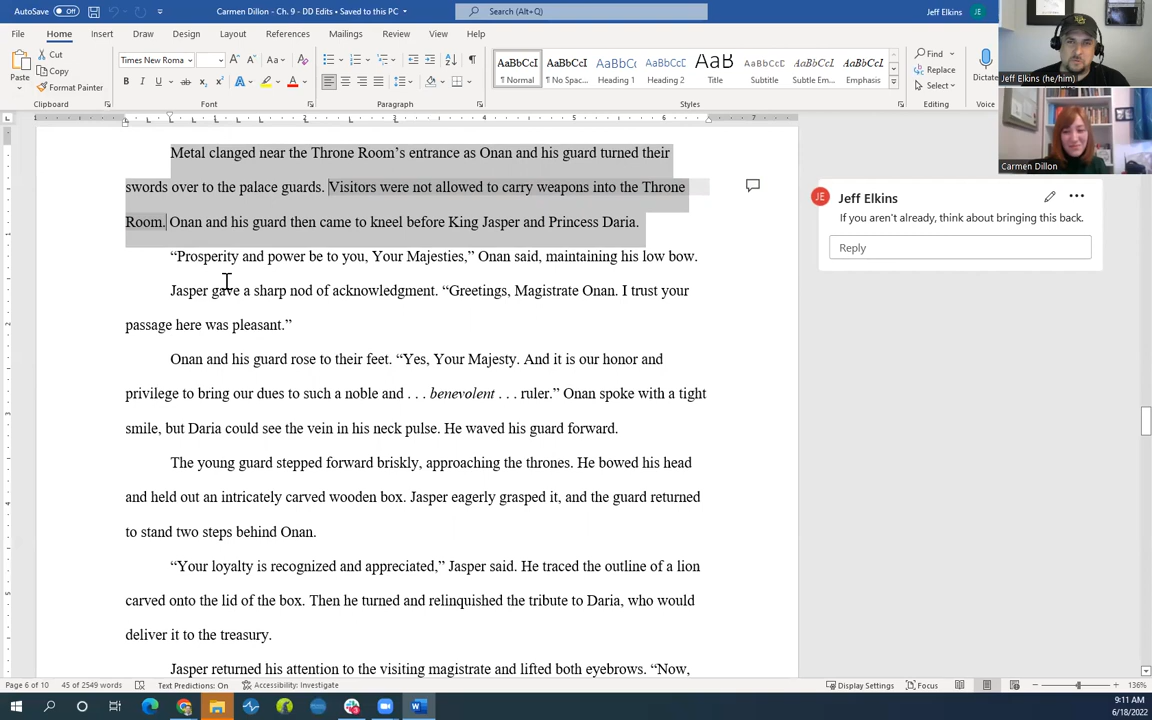 AutoSave
Off
Carmen Dillon - Ch. 9 - DD Edits • Saved to this PC
Search (Alt+Q)
Jeff Elkins
JE
File
Home
Insert
Draw
Design
Layout
References
Mailings
Review
View
Help
Paste
Cut
Copy
Format Painter
Clipboard
Times New Roma
Font
Paragraph
AaBbCcI
¶ Normal
AaBbCcI
¶ No Spac...
AaBbCcI
Heading 1
AaBbCcI
Heading 2
AaB
Title
AaBbCcI
Subtitle
AaBbCcI
Subtle Em...
AaBbCcI
Emphasis
Styles
Find
Replace
Select
Editing
Dictate
Voice
Jeff Elkins (he/him)
Carmen Dillon
Metal clanged near the Throne Room’s entrance as Onan and his guard turned their
swords over to the palace guards. Visitors were not allowed to carry weapons into the Throne
Room. Onan and his guard then came to kneel before King Jasper and Princess Daria.
“Prosperity and power be to you, Your Majesties,” Onan said, maintaining his low bow.
Jasper gave a sharp nod of acknowledgment. “Greetings, Magistrate Onan. I trust your
passage here was pleasant.”
Onan and his guard rose to their feet. “Yes, Your Majesty. And it is our honor and
privilege to bring our dues to such a noble and . . . benevolent . . . ruler.” Onan spoke with a tight
smile, but Daria could see the vein in his neck pulse. He waved his guard forward.
The young guard stepped forward briskly, approaching the thrones. He bowed his head
and held out an intricately carved wooden box. Jasper eagerly grasped it, and the guard returned
to stand two steps behind Onan.
“Your loyalty is recognized and appreciated,” Jasper said. He traced the outline of a lion
carved onto the lid of the box. Then he turned and relinquished the tribute to Daria, who would
deliver it to the treasury.
Jasper returned his attention to the visiting magistrate and lifted both eyebrows. “Now,
JE
Jeff Elkins
If you aren't already, think about bringing this back.
Reply
Page 6 of 10
45 of 2549 words
Text Predictions: On
Accessibility: Investigate
Display Settings
Focus
136%
9:11 AM
6/18/2022